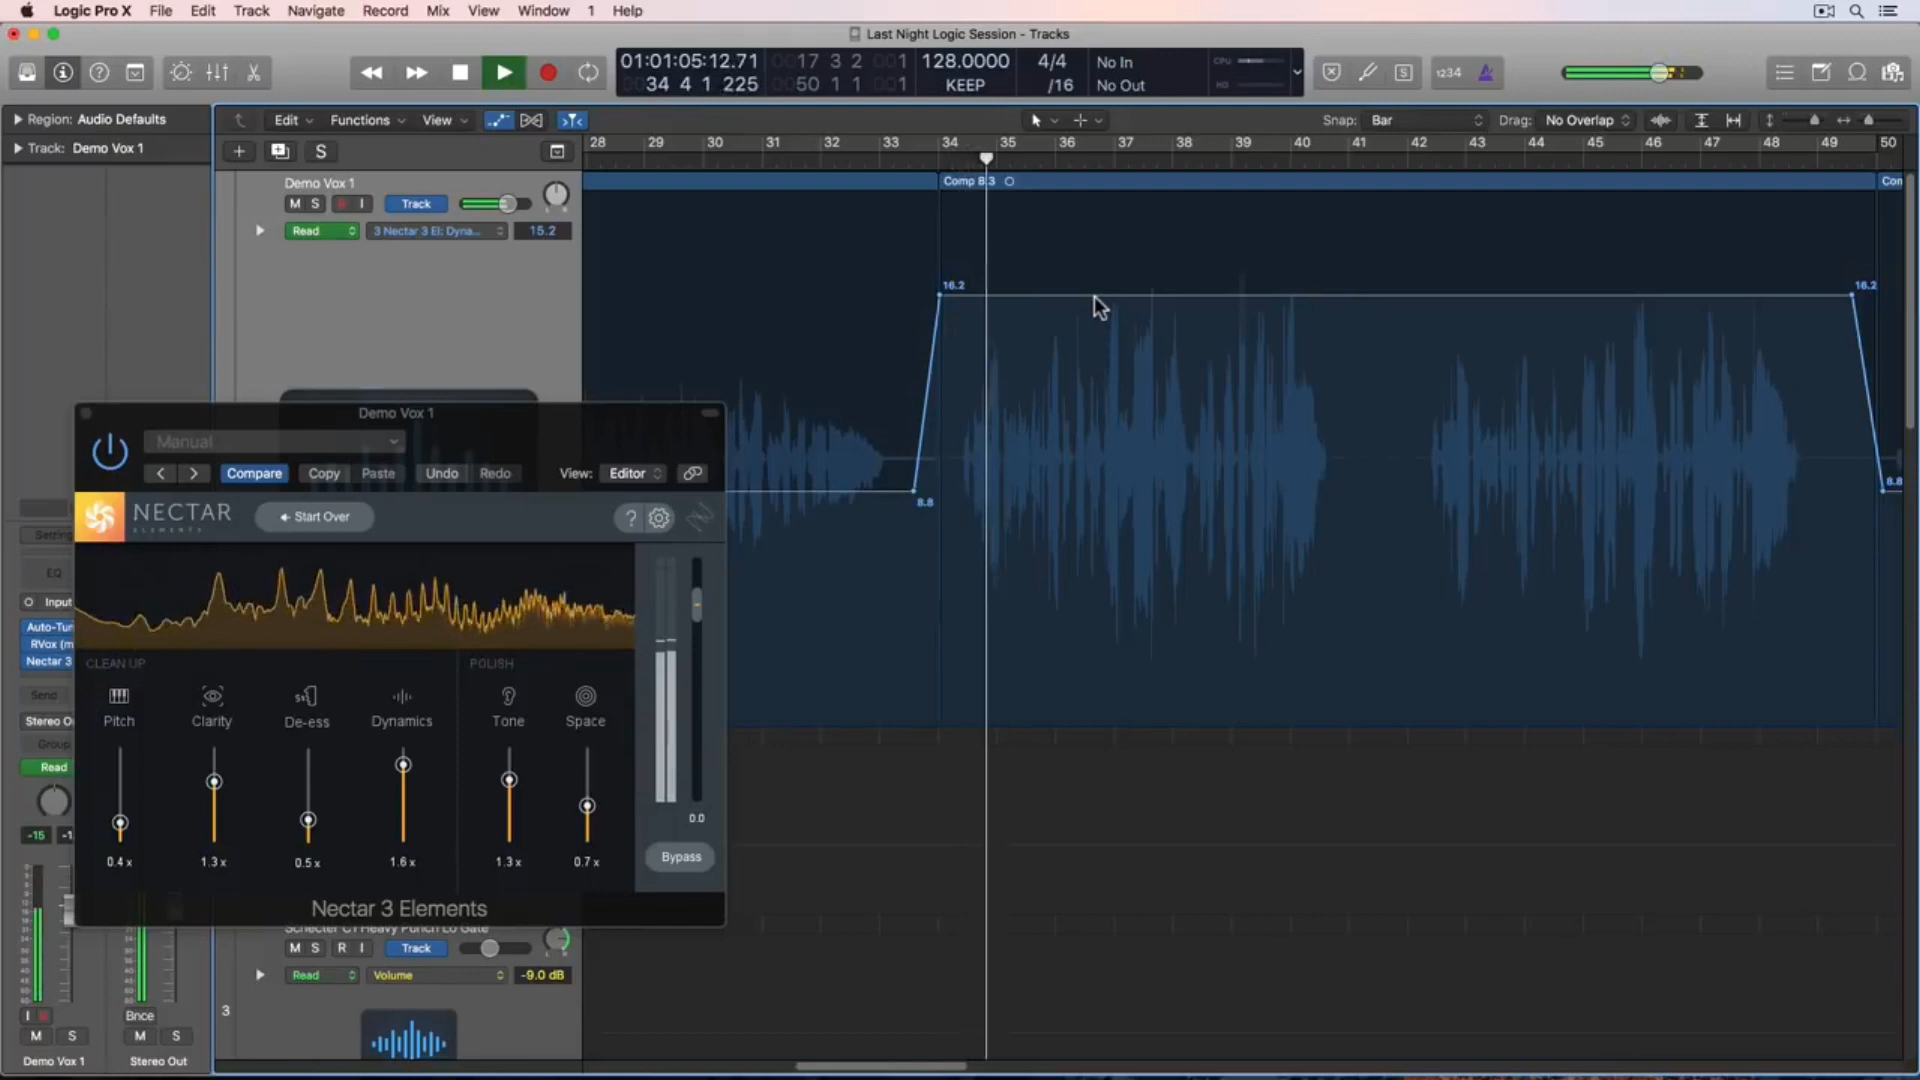 Logic Pro X File Edit Track Navigate Record Mix View Window 1 Help
Last Night Logic Session - Tracks
01:01:05:12.71 0017 3 2 001 128.0000 4/4 No In CPU
34 4 1 225 0050 1 1 001 KEEP /16 No Out HD
1234
Region: Audio Defaults
Edit Functions View Snap: Bar Drag: No Overlap
Track: Demo Vox 1
S
28 29 30 31 32 33 34 35 36 37 38 39 40 41 42 43 44 45 46 47 48 49 50
Demo Vox 1
Comp B 3
Con
M S R I Track
Read 3 Nectar 3 El: Dyna... 15.2
16.2
16.2
8.8
8.8
Demo Vox 1
Manual
Compare Copy Paste Undo Redo View: Editor
NECTAR
ELEMENTS
Start Over
?
CLEAN UP POLISH
Pitch Clarity De-ess Dynamics Tone Space
0.4 x 1.3 x 0.5 x 1.6 x 1.3 x 0.7 x
0.0
Bypass
Nectar 3 Elements
Setting
EQ
Input
Auto-Tun
RVox (m
Nectar 3
Send
Stereo O
Group
Read
-15 -1.
Schecter C1 Heavy Punch Lo Gate
M S R I Track
Read Volume -9.0 dB
3
I R
Bnce
M S M S
Demo Vox 1 Stereo Out